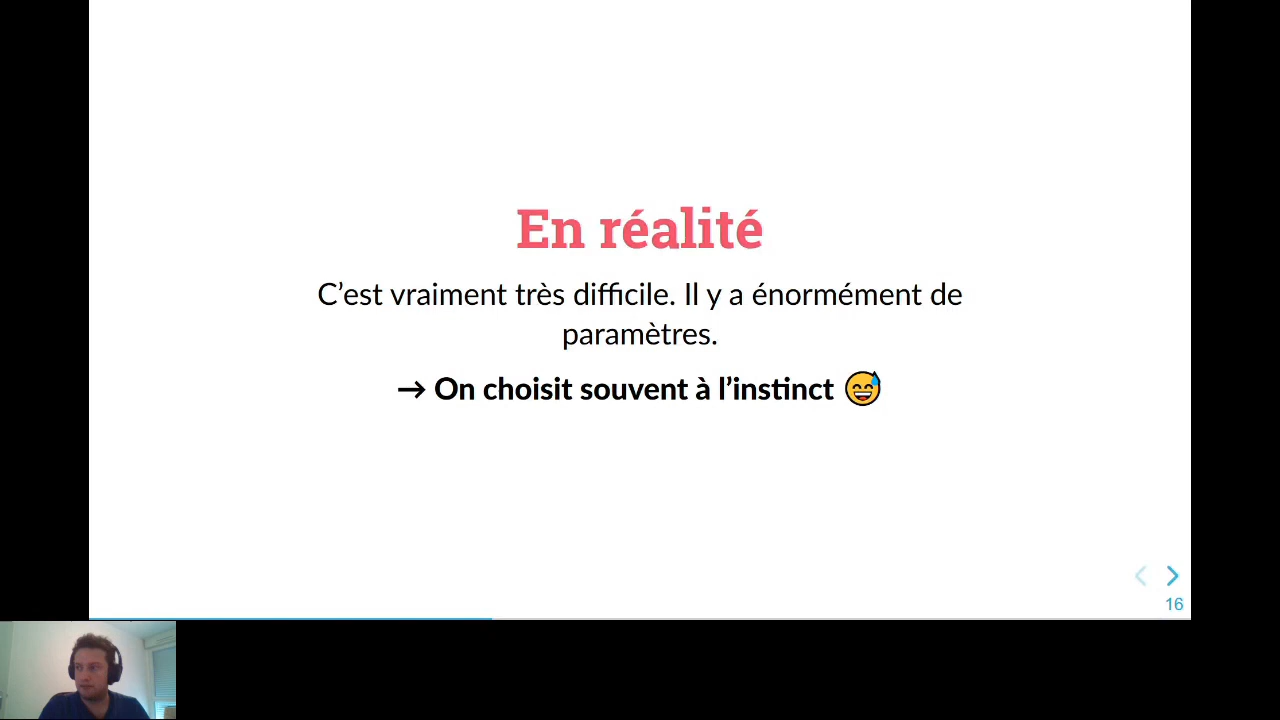 En réalité
C’est vraiment très difficile. Il y a énormément de
paramètres.
→ On choisit souvent à l’instinct 😅
16